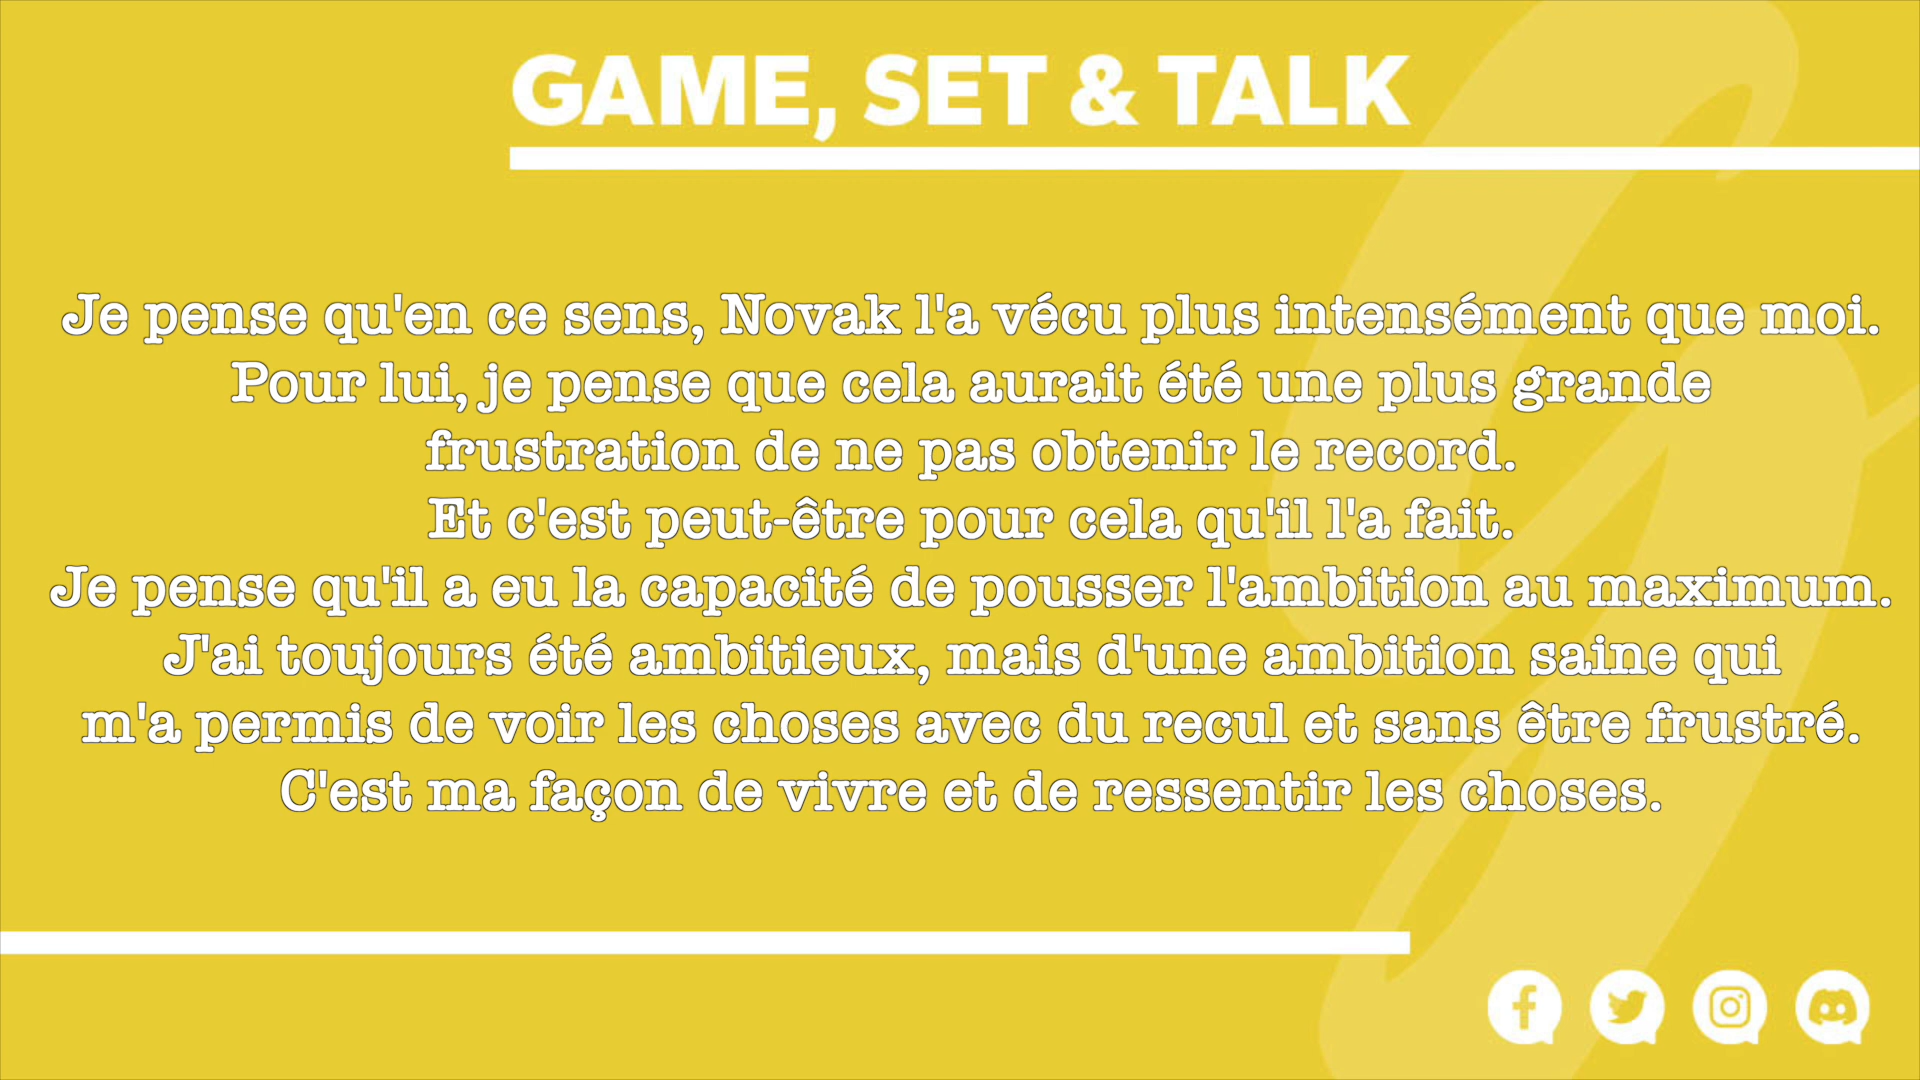 GAME, SET & TALK
Je pense qu'en ce sens, Novak l'a vécu plus intensément que moi.
Pour lui, je pense que cela aurait été une plus grande
frustration de ne pas obtenir le record.
Et c'est peut-être pour cela qu'il l'a fait.
Je pense qu'il a eu la capacité de pousser l'ambition au maximum.
J'ai toujours été ambitieux, mais d'une ambition saine qui
m'a permis de voir les choses avec du recul et sans être frustré.
C'est ma façon de vivre et de ressentir les choses.